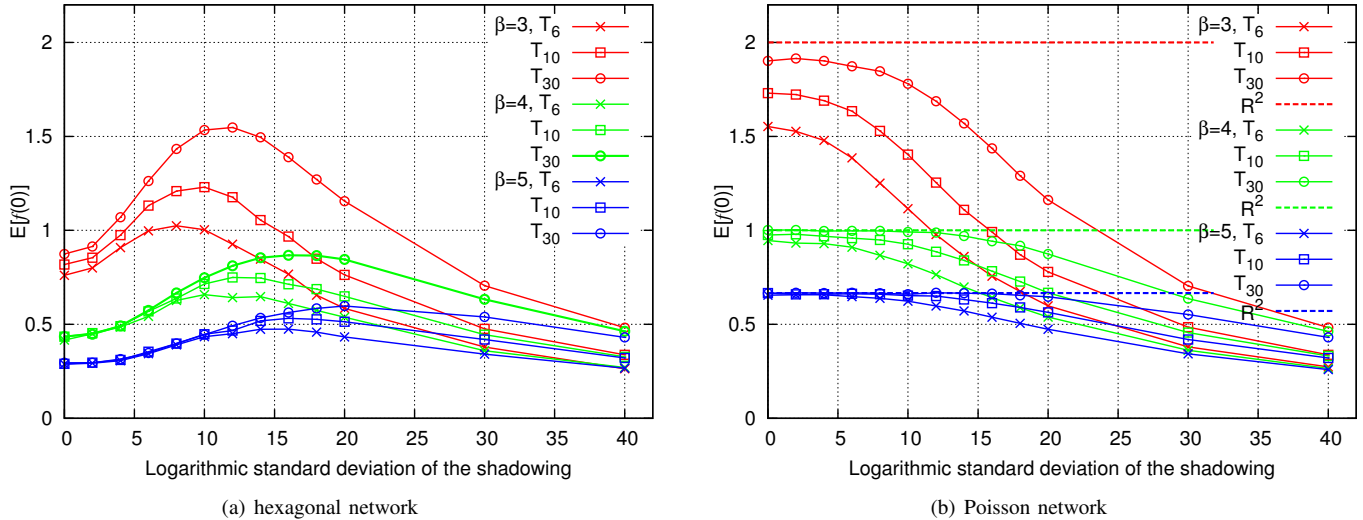 E[f(0)]
2
1.5
1
0.5
0
0 5 10 15 20 25 30 35 40
Logarithmic standard deviation of the shadowing
β=3, T6
T10
T30
β=4, T6
T10
T30
β=5, T6
T10
T30
(a) hexagonal network
E[f(0)]
2
1.5
1
0.5
0
0 5 10 15 20 25 30 35 40
Logarithmic standard deviation of the shadowing
β=3, T6
T10
T30
R2
β=4, T6
T10
T30
R2
β=5, T6
T10
T30
R2
(b) Poisson network